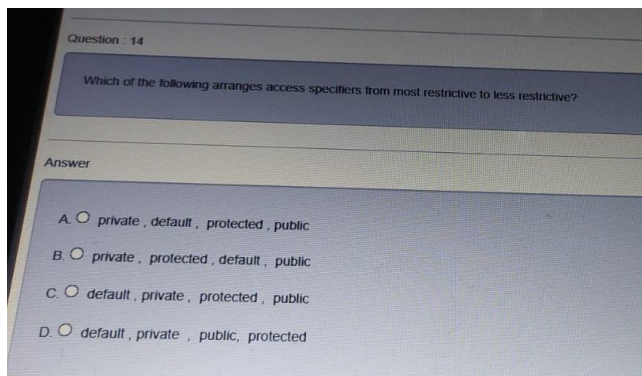 Question : 14
Which of the following arranges access specifiers from most restrictive to less restrictive?
Answer
A. private , default , protected , public
B. private , protected , default , public
C. default , private , protected , public
D. default , private , public, protected